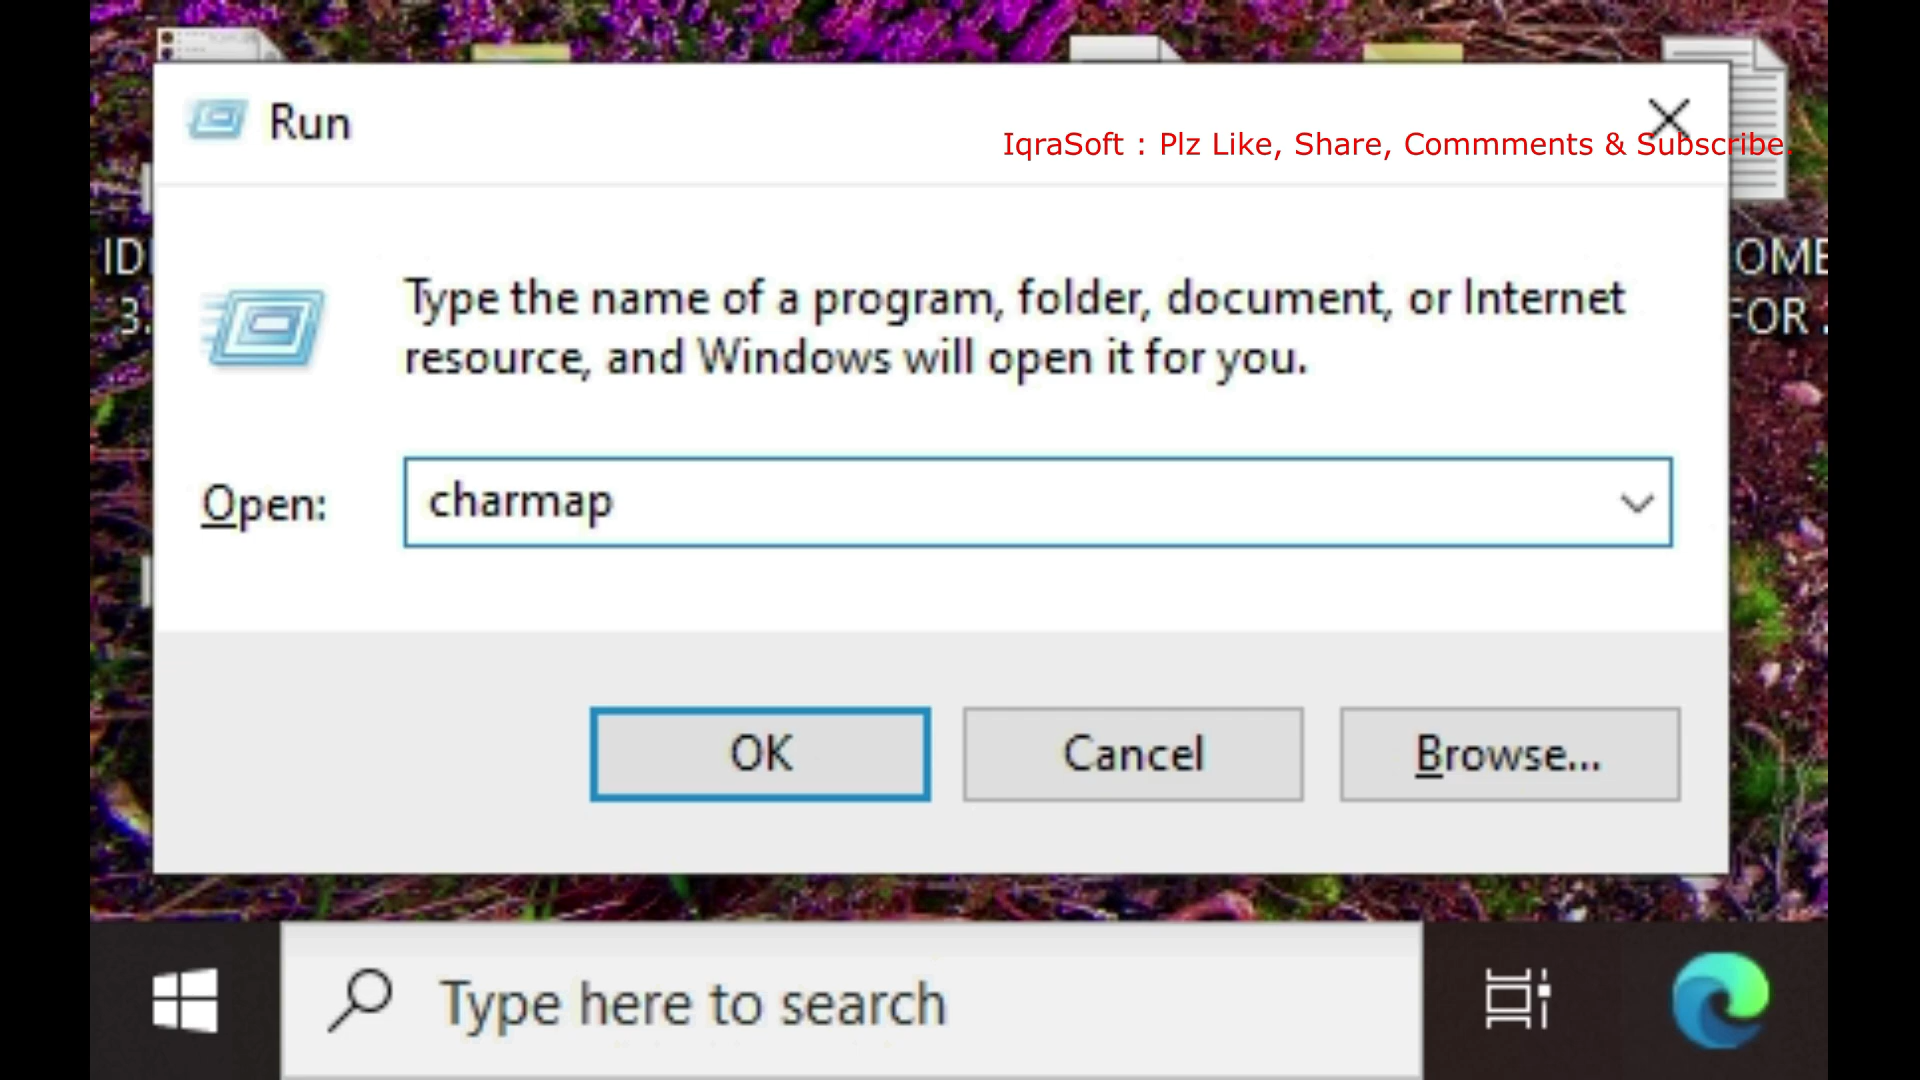 Run
IqraSoft : Plz Like, Share, Commments & Subscribe.
Type the name of a program, folder, document, or Internet
resource, and Windows will open it for you.
Open:
charmap
OK
Cancel
Browse...
Type here to search